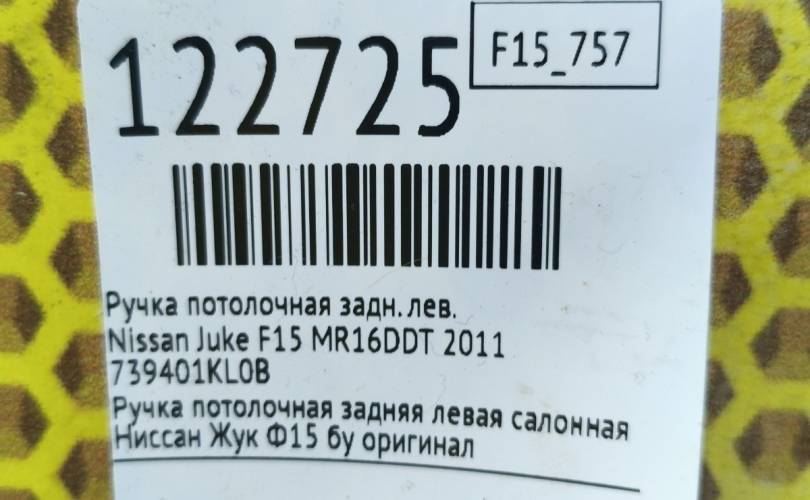 122725
F15_757
Ручка потолочная задн.лев.
Nissan Juke F15 MR16DDT 2011
739401KL0B
Ручка потолочная задняя левая салонная
Ниссан Жук Ф15 бу оригинал